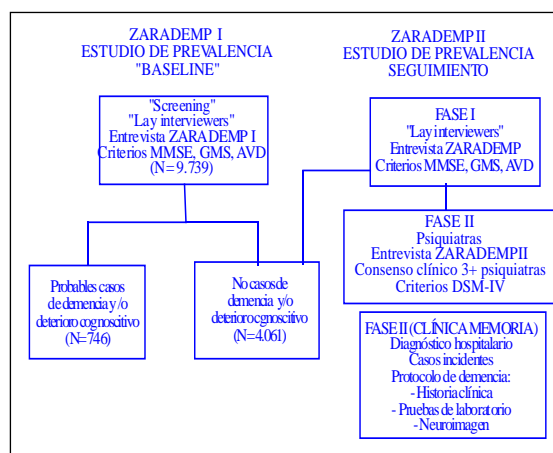 ZARADEMP I
ESTUDIO DE PREVALENCIA
"BASELINE"
"Screening"
"Lay interviewers"
Entrevista ZARADEMP I
Criterios MMSE, GMS, AVD
(N=9.739)
Probables casos
de demencia y /o
deterioro cognoscitivo
(N=746)
No casos de
demencia y/o
deterioro cgnoscitivo
(N=4.061)
ZARADEMP II
ESTUDIO DE PREVALENCIA
SEGUIMIENTO
FASE I
"Lay interviewers"
Entrevista ZARADEMP
Criterios MMSE, GMS, AVD
FASE II
Psiquiatras
Entrevista ZARADEMPII
Consenso clínico 3+ psiquiatras
Criterios DSM-IV
FASE II (CLÍNICA MEMORIA)
Diagnóstico hospitalario
Casos incidentes
Protocolo de demencia:
- Historia clínica
- Pruebas de laboratorio
- Neuroimagen